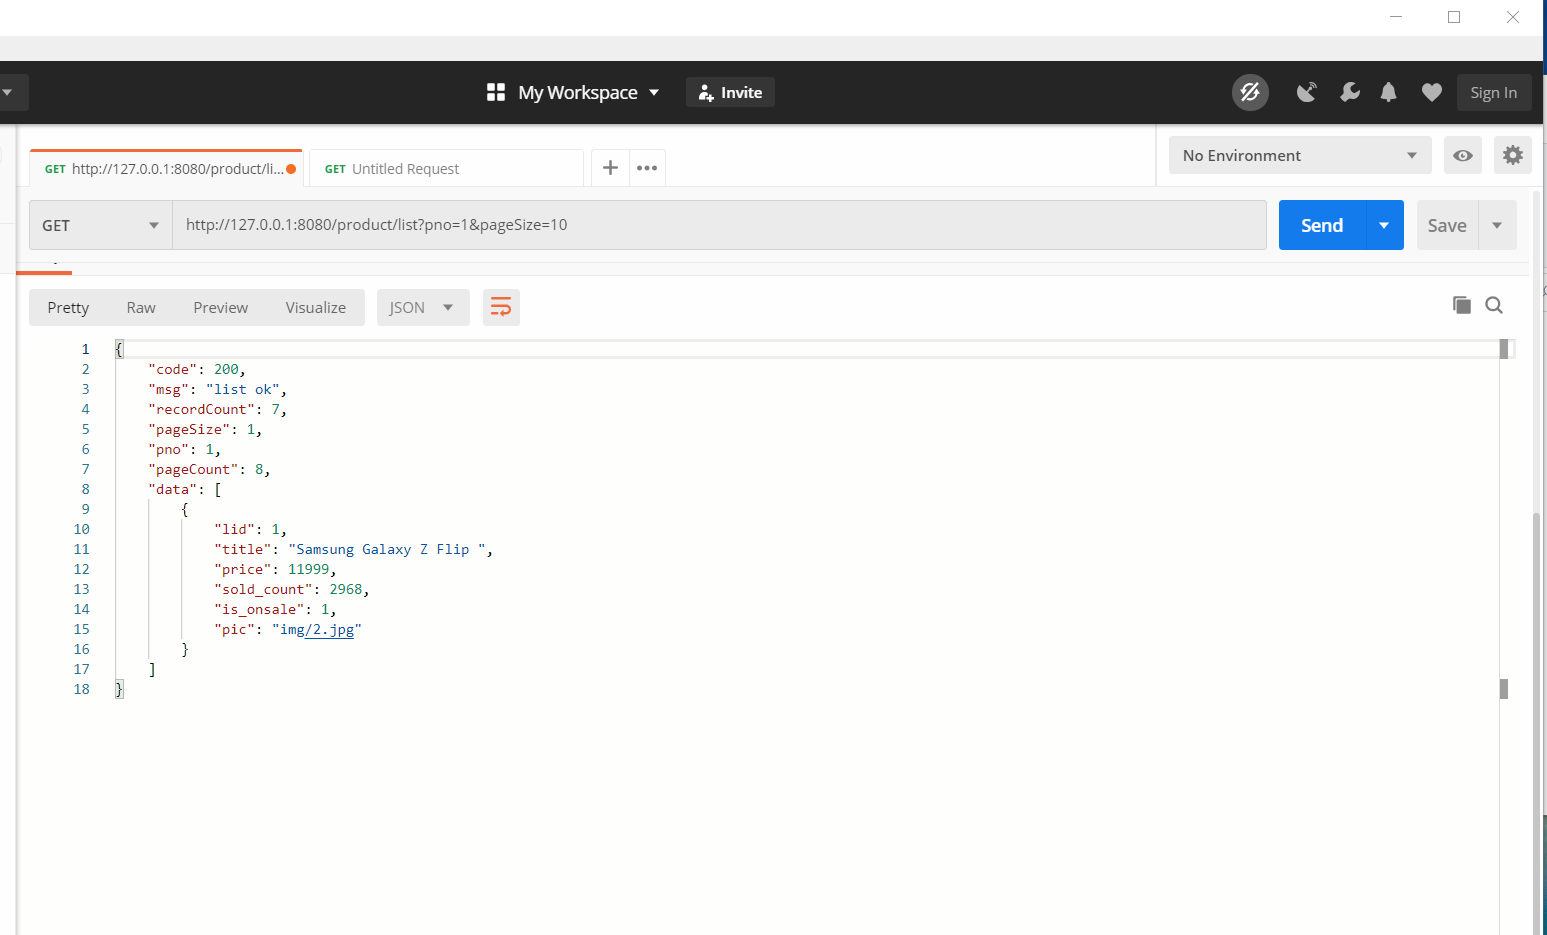 My Workspace
Invite
Sign In
GET http://127.0.0.1:8080/product/li...
GET Untitled Request
No Environment
GET http://127.0.0.1:8080/product/list?pno=1&pageSize=10
Send
Save
Pretty Raw Preview Visualize JSON
1 {
2 "code": 200,
3 "msg": "list ok",
4 "recordCount": 7,
5 "pageSize": 1,
6 "pno": 1,
7 "pageCount": 8,
8 "data": [
9 {
10 "lid": 1,
11 "title": "Samsung Galaxy Z Flip ",
12 "price": 11999,
13 "sold_count": 2968,
14 "is_onsale": 1,
15 "pic": "img/2.jpg"
16 }
17 ]
18 }